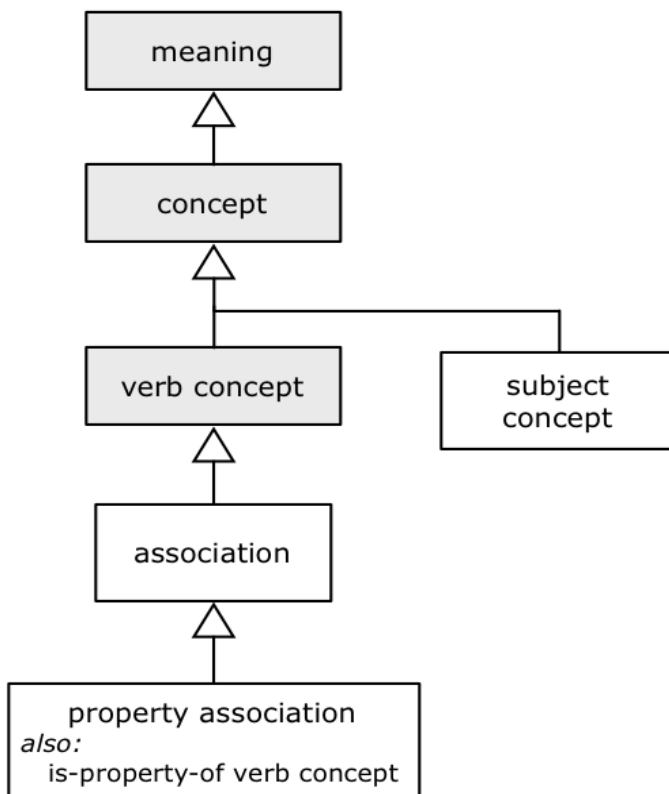 meaning
concept
verb concept
subject
concept
association
property association
also:
is-property-of verb concept